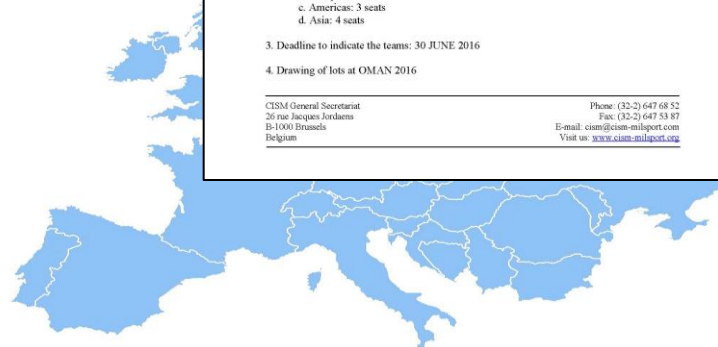 c. Americas: 3 seats
d. Asia: 4 seats
3. Deadline to indicate the teams: 30 JUNE 2016
4. Drawing of lots at OMAN 2016
CISM General Secretariat
26 rue Jacques Jordaens
B-1000 Brussels
Belgium
Phone: (32-2) 647 68 52
Fax: (32-2) 647 53 87
E-mail: cism@cism-milsport.com
Visit us: www.cism-milsport.org